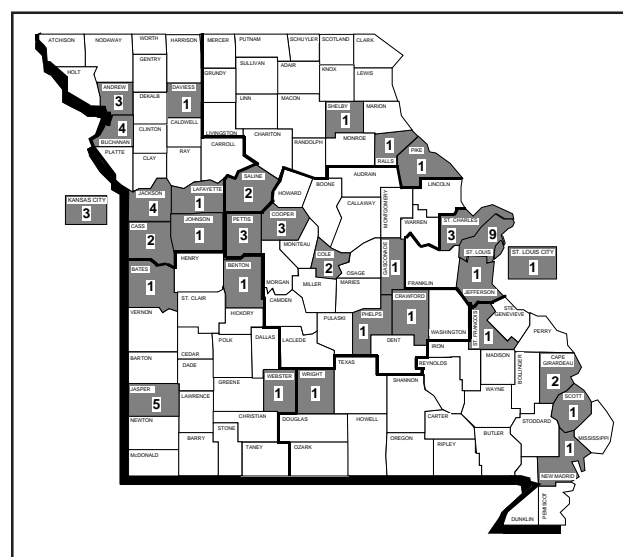 ATCHISON
NODAWAY
WORTH
HARRISON
MERCER
PUTNAM
SCHUYLER
SCOTLAND
CLARK
HOLT
GENTRY
SULLIVAN
ADAIR
KNOX
LEWIS
ANDREW
3
DEKALB
DAVIESS
1
GRUNDY
LINN
MACON
SHELBY
1
MARION
4
BUCHANAN
CLINTON
CALDWELL
LIVINGSTON
CHARITON
RANDOLPH
MONROE
1
RALLS
PIKE
1
PLATTE
CLAY
RAY
CARROLL
SALINE
2
HOWARD
BOONE
AUDRAIN
LINCOLN
KANSAS CITY
3
JACKSON
4
LAFAYETTE
1
COOPER
3
CALLAWAY
MONTGOMERY
WARREN
ST. CHARLES
3
9
ST. LOUIS
ST. LOUIS CITY
1
CASS
2
JOHNSON
1
PETTIS
3
MONITEAU
COLE
2
OSAGE
GASCONADE
1
FRANKLIN
1
JEFFERSON
BATES
1
HENRY
BENTON
1
MORGAN
MILLER
MARIES
CRAWFORD
1
WASHINGTON
ST. FRANCOIS
1
STE.
GENEVIEVE
PERRY
VERNON
ST. CLAIR
HICKORY
CAMDEN
PULASKI
PHELPS
1
DENT
IRON
MADISON
BOLLINGER
CAPE
GIRARDEAU
2
BARTON
CEDAR
DADE
POLK
DALLAS
LACLEDE
TEXAS
REYNOLDS
WAYNE
SCOTT
1
JASPER
5
LAWRENCE
GREENE
WEBSTER
1
WRIGHT
1
SHANNON
CARTER
STODDARD
MISSISSIPPI
NEWTON
CHRISTIAN
DOUGLAS
HOWELL
OREGON
RIPLEY
BUTLER
1
NEW MADRID
McDONALD
BARRY
STONE
TANEY
OZARK
DUNKLIN
PEMISCOT